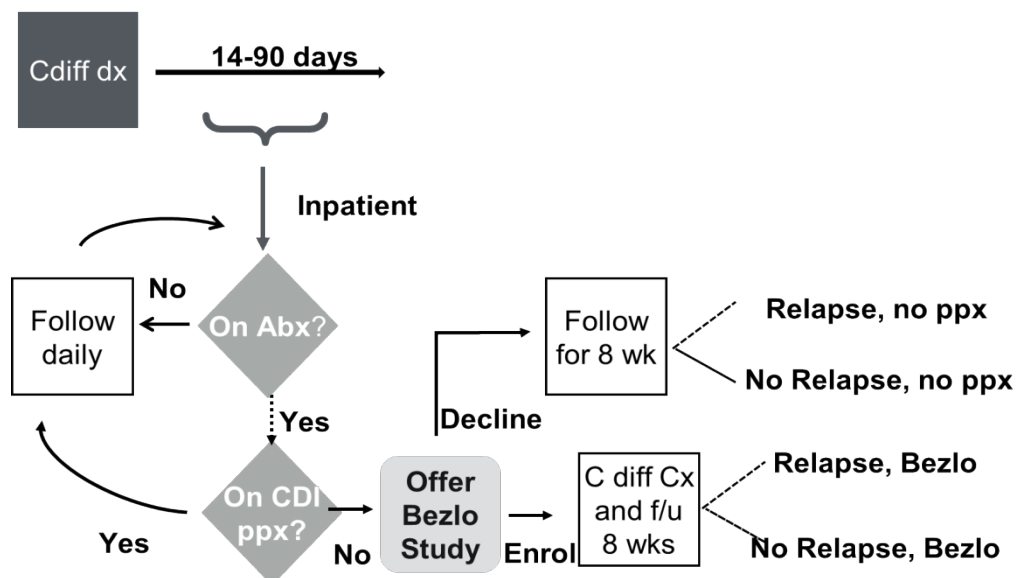 Cdiff dx
14-90 days
Inpatient
No
On Abx?
Follow
daily
Yes
Follow
for 8 wk
Relapse, no ppx
No Relapse, no ppx
Decline
On CDI
ppx?
Yes
No
Offer
Bezlo
Study
Enrol
C diff Cx
and f/u
8 wks
Relapse, Bezlo
No Relapse, Bezlo